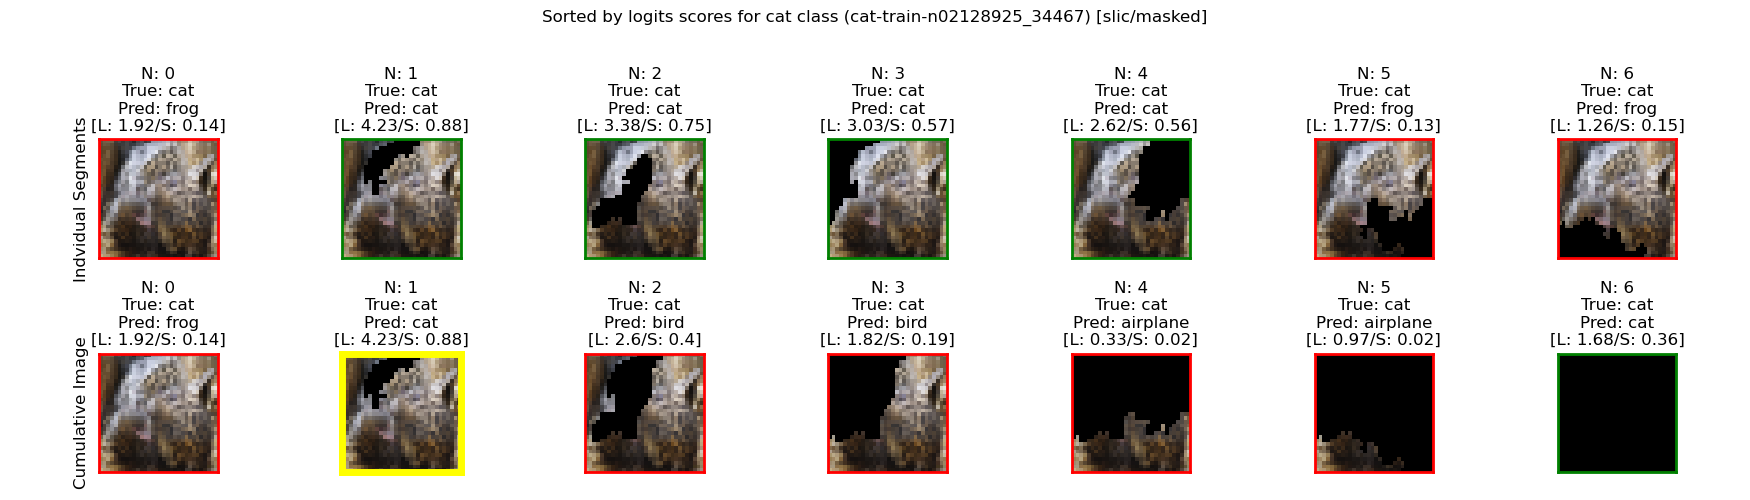 Sorted by logits scores for cat class (cat-train-n02128925_34467) [slic/masked]
Indvidual Segments
N: 0
True: cat
Pred: frog
[L: 1.92/S: 0.14]
N: 1
True: cat
Pred: cat
[L: 4.23/S: 0.88]
N: 2
True: cat
Pred: cat
[L: 3.38/S: 0.75]
N: 3
True: cat
Pred: cat
[L: 3.03/S: 0.57]
N: 4
True: cat
Pred: cat
[L: 2.62/S: 0.56]
N: 5
True: cat
Pred: frog
[L: 1.77/S: 0.13]
N: 6
True: cat
Pred: frog
[L: 1.26/S: 0.15]
Cumulative Image
N: 0
True: cat
Pred: frog
[L: 1.92/S: 0.14]
N: 1
True: cat
Pred: cat
[L: 4.23/S: 0.88]
N: 2
True: cat
Pred: bird
[L: 2.6/S: 0.4]
N: 3
True: cat
Pred: bird
[L: 1.82/S: 0.19]
N: 4
True: cat
Pred: airplane
[L: 0.33/S: 0.02]
N: 5
True: cat
Pred: airplane
[L: 0.97/S: 0.02]
N: 6
True: cat
Pred: cat
[L: 1.68/S: 0.36]